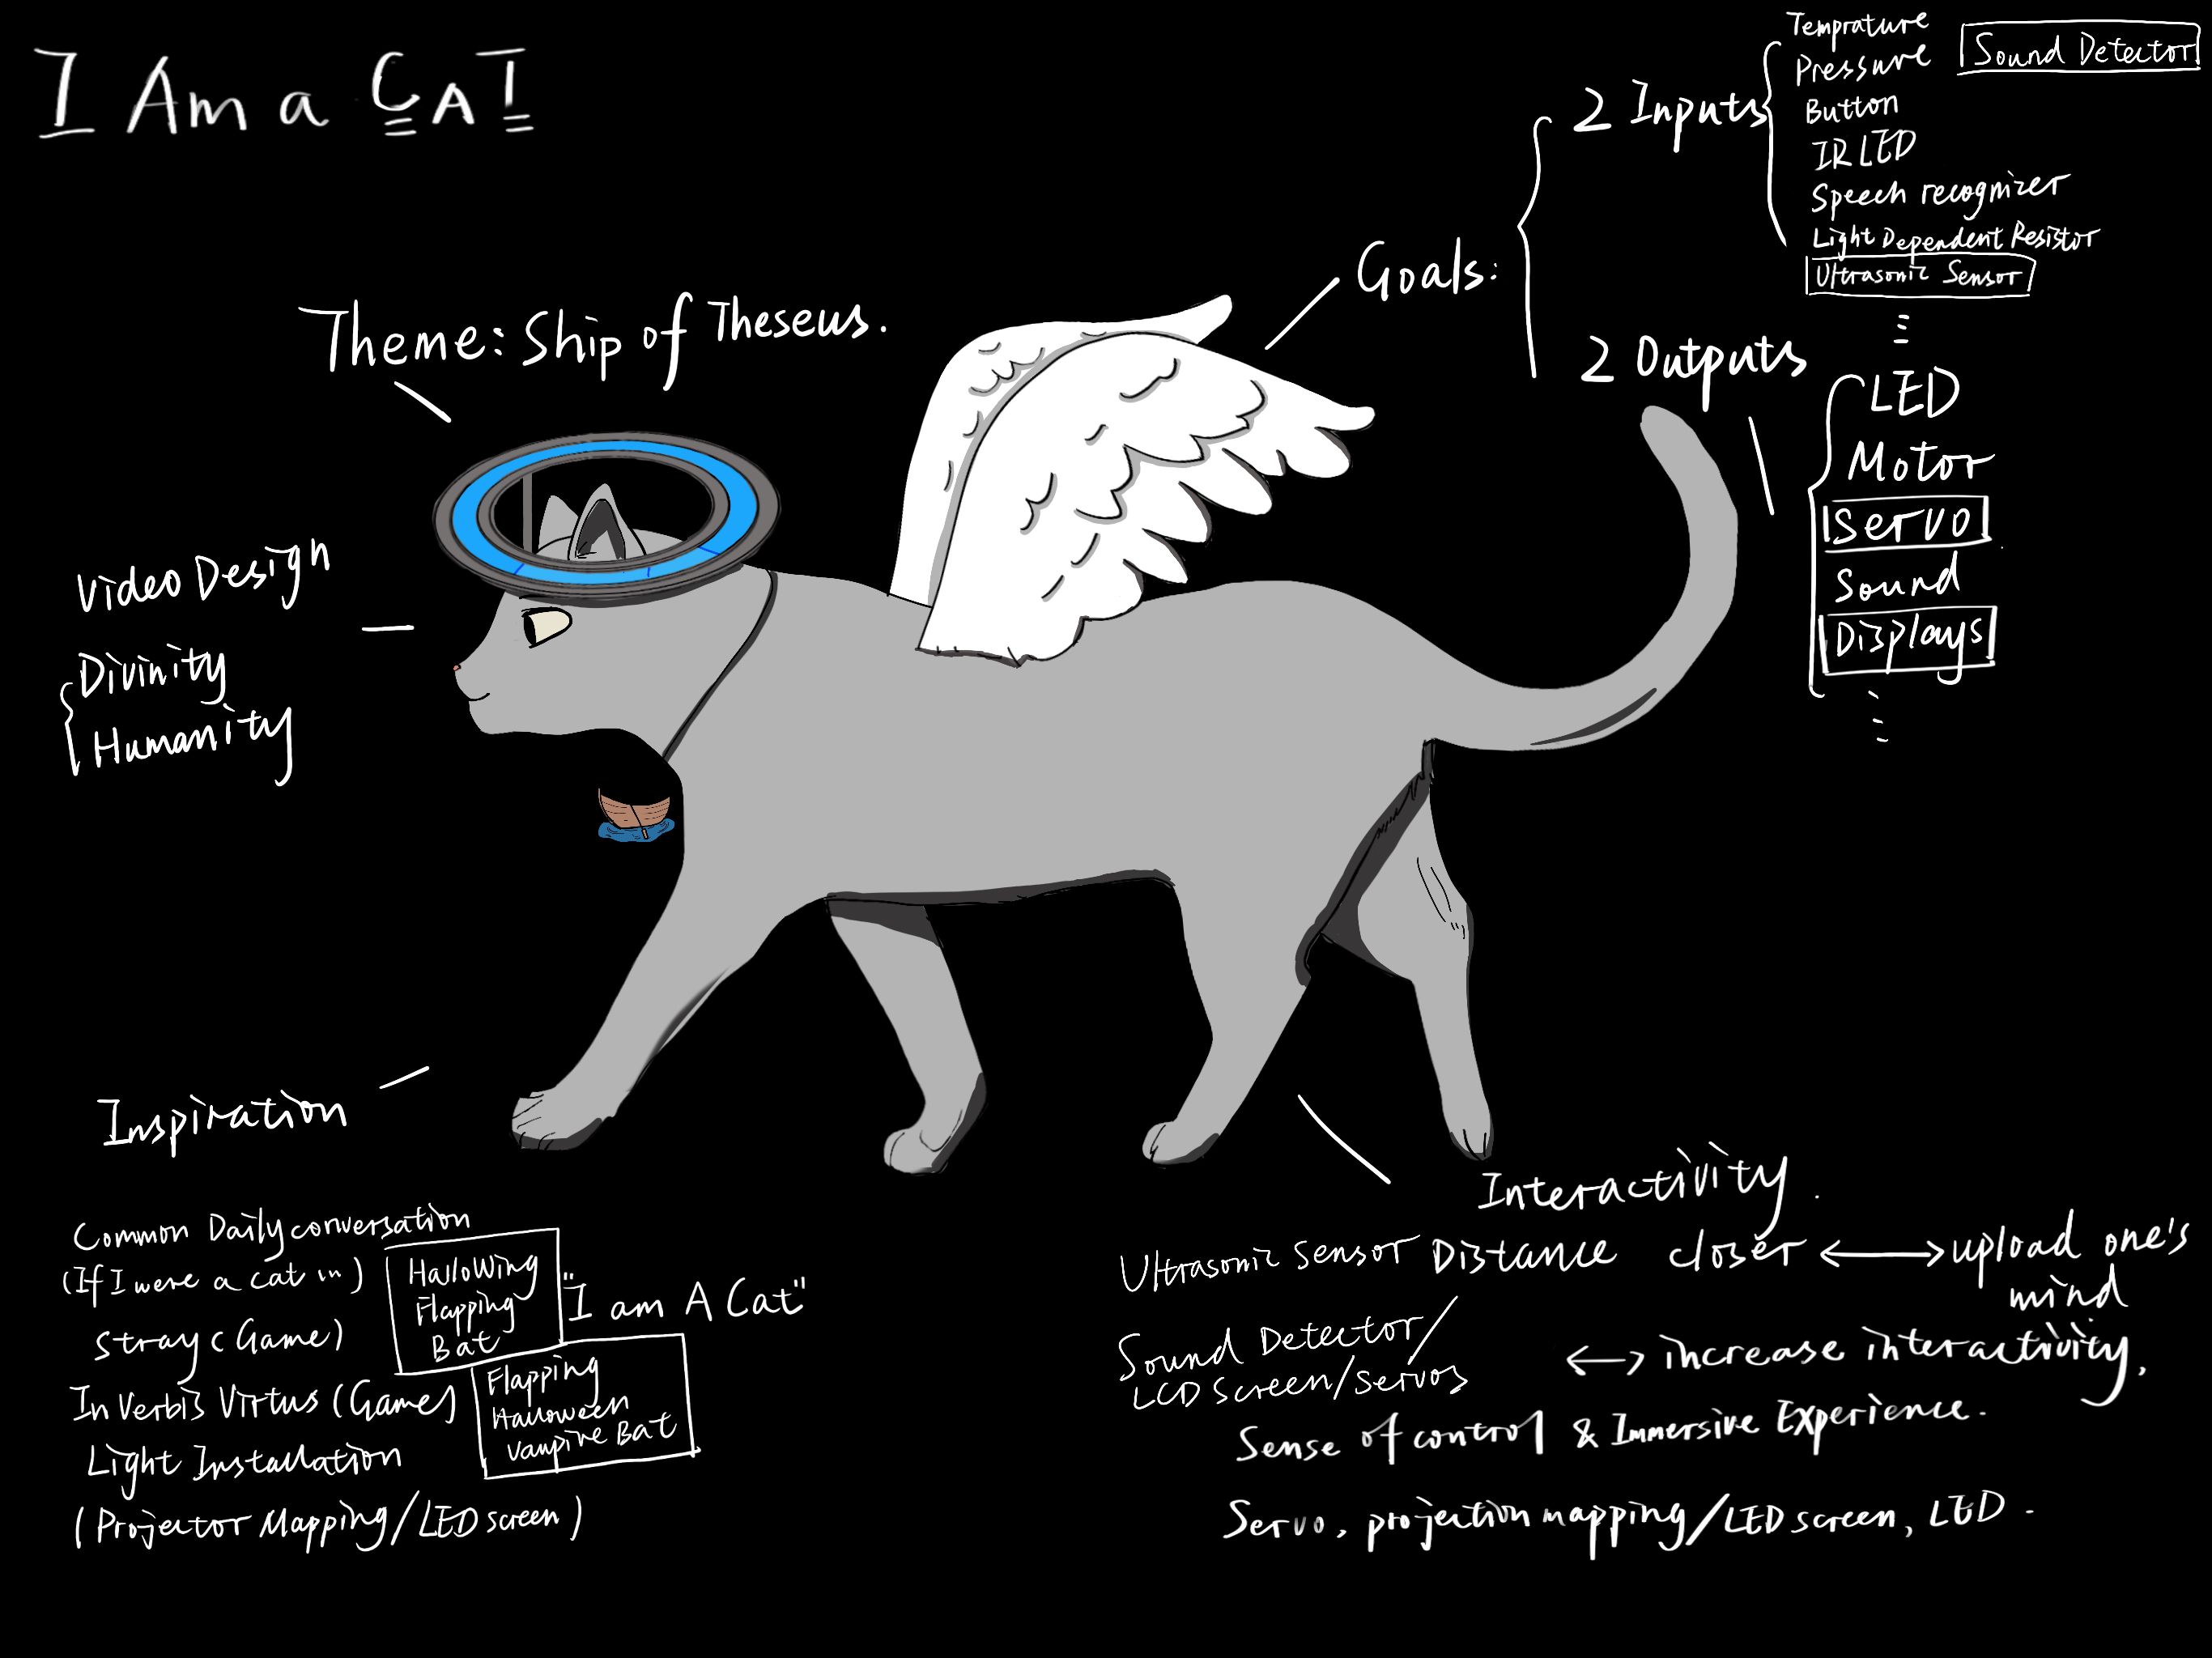 I Am a CAT
Theme: Ship of Theseus.
Video Design
Divinity
Humanity
Goals:
2 Inputs
Temprature
Pressure
Sound Detector
Button
IR LED
Speech recognizer
Light Dependent Resistor
Ultrasonic Sensor
2 Outputs
LED
Motor
Servo
Sound
Displays
Inspiration
Common Daily conversation
(If I were a cat in)
Stray (Game)
In Verbis Virtus (Game)
Light Installation
(Projector Mapping/LED screen)
HalloWing
Flapping
Bat
"I am A Cat"
Flapping
Halloween
Vampire Bat
Interactivity.
Ultrasonic Sensor Distance closer ⟷ upload one's
mind
Sound Detector/
LCD Screen/Servos
⟷ increase interactivity,
Sense of control & Immersive Experience.
Servo, projection mapping/LED screen, LED.